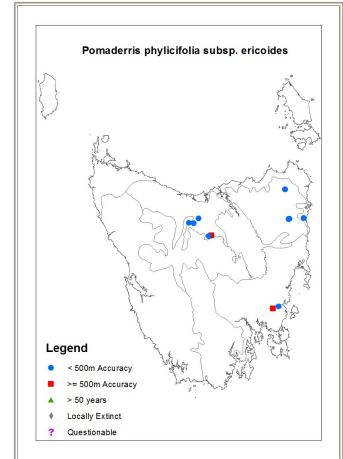 Pomaderris phylicifolia subsp. ericoides
Legend
< 500m Accuracy
>= 500m Accuracy
> 50 years
Locally Extinct
? Questionable